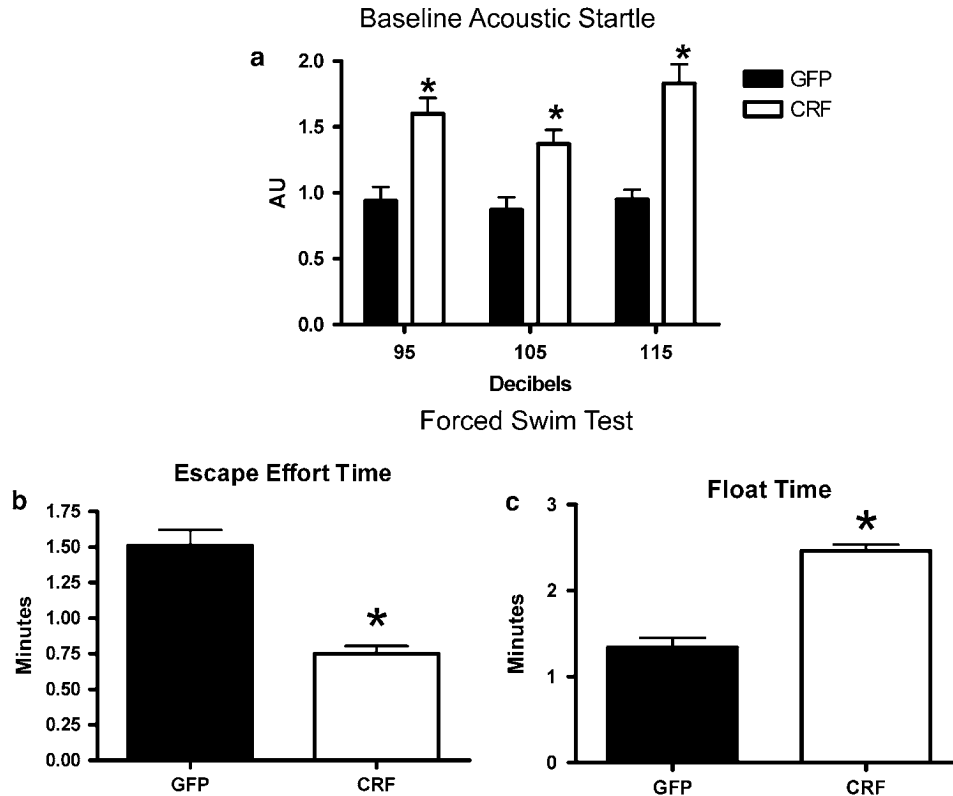 Baseline Acoustic Startle
a
GFP
CRF
2.0
1.5
1.0
0.5
0.0
AU
* * *
95 105 115
Decibels
Forced Swim Test
b
Escape Effort Time
1.75
1.50
1.25
1.00
0.75
0.50
0.25
0.00
Minutes
*
GFP CRF
c
Float Time
3
2
1
0
Minutes
*
GFP CRF